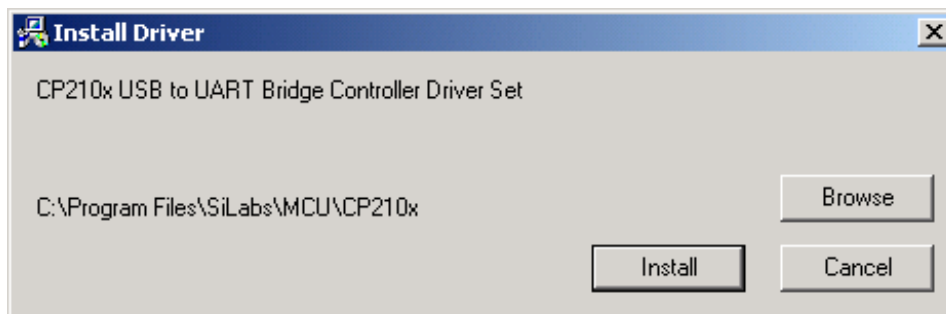 Install Driver
CP210x USB to UART Bridge Controller Driver Set
C:\Program Files\SiLabs\MCU\CP210x
Browse
Install
Cancel